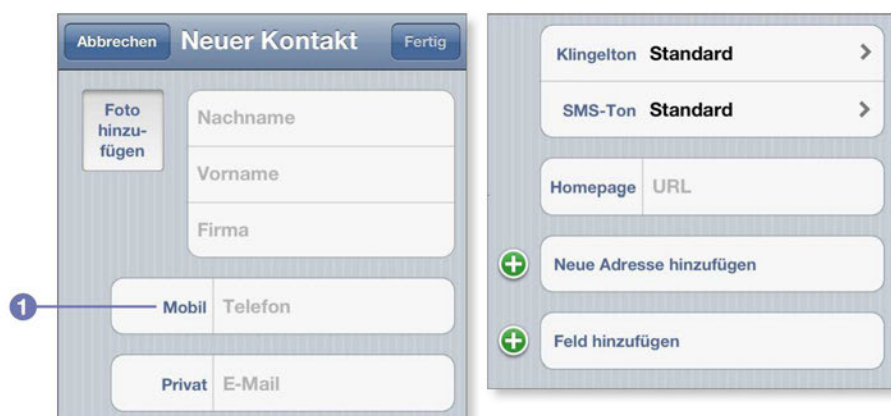 Abbrechen Neuer Kontakt Fertig
Foto
hinzu-
fügen
Nachname
Vorname
Firma
1 Mobil Telefon
Privat E-Mail
Klingelton Standard
SMS-Ton Standard
Homepage URL
Neue Adresse hinzufügen
Feld hinzufügen